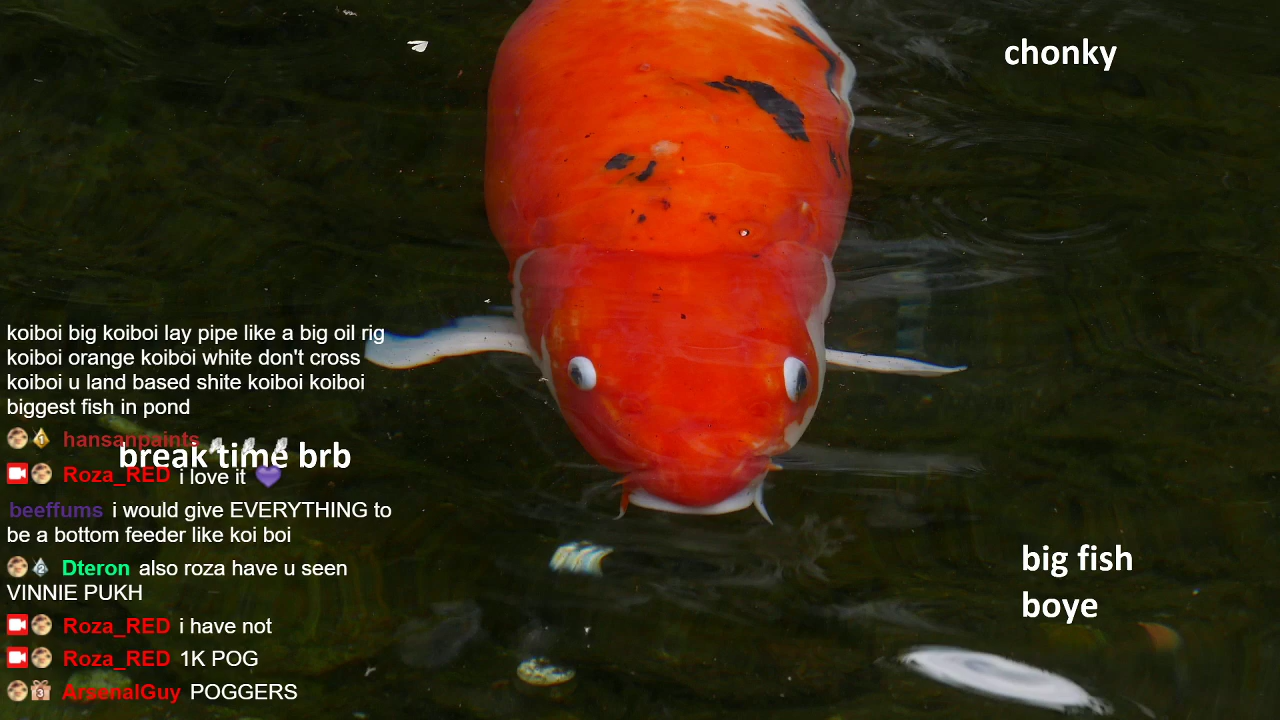 chonky
koiboi big koiboi lay pipe like a big oil rig
koiboi orange koiboi white don't cross
koiboi u land based shite koiboi koiboi
biggest fish in pond
1 hansanpaints
break time brb
Roza_RED i love it
beeffums i would give EVERYTHING to
be a bottom feeder like koi boi
2 Dteron also roza have u seen
VINNIE PUKH
Roza_RED i have not
Roza_RED 1K POG
3 ArsenalGuy POGGERS
big fish
boye